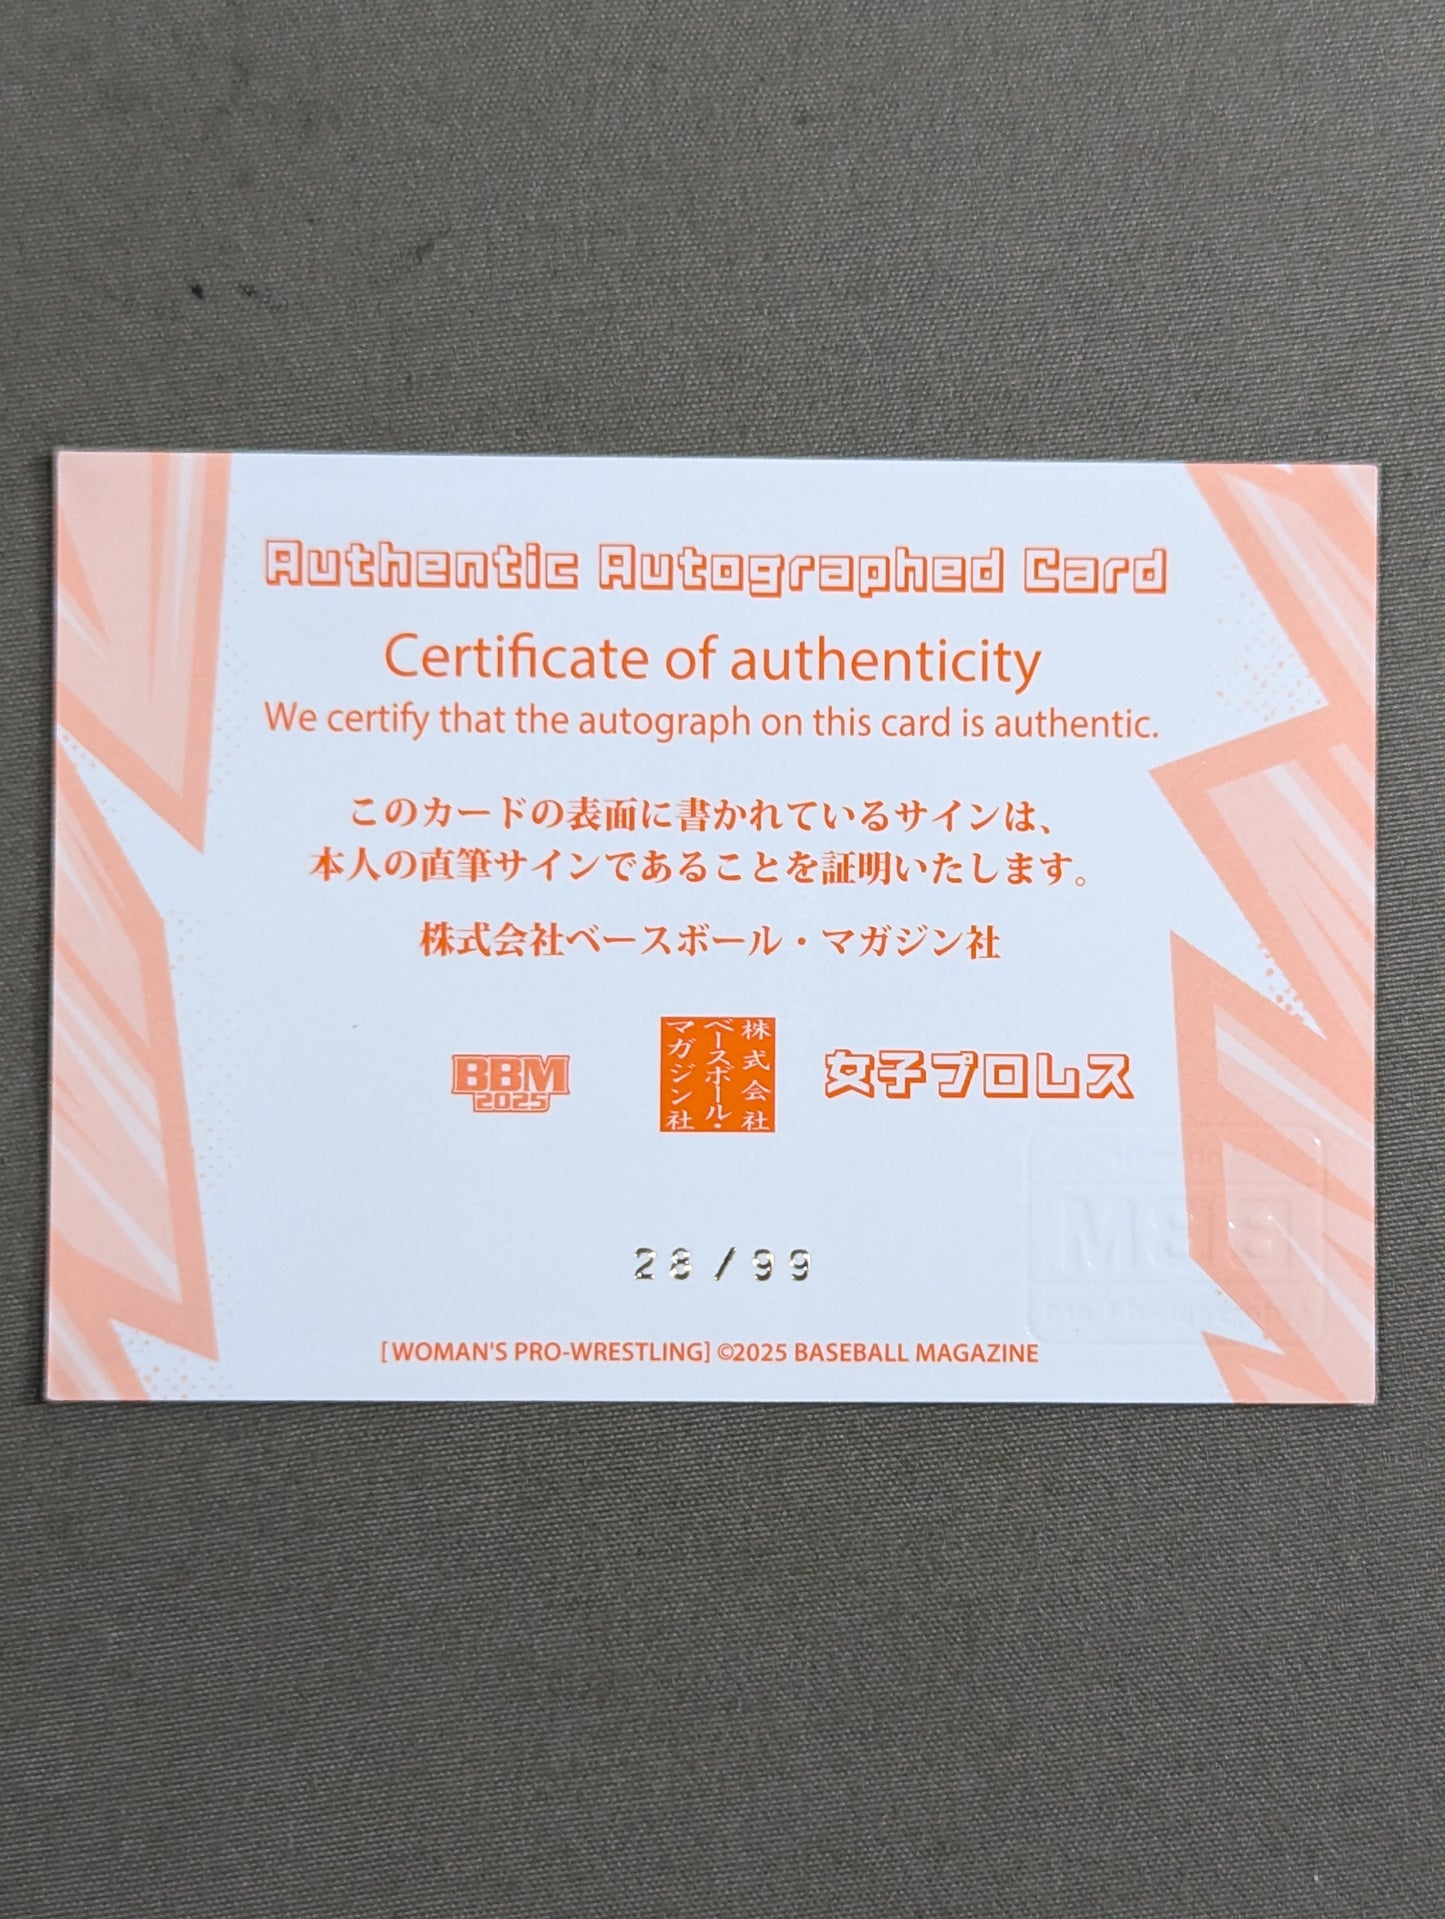 Authentic Autographed Card
Certificate of authenticity
We certify that the autograph on this card is authentic.
このカードの表面に書かれているサインは、
本人の直筆サインであることを証明いたします。
株式会社ベースボール・マガジン社
BBM
2025
株式会社
ベースボール・
マガジン社
女子プロレス
28/99
[WOMAN'S PRO-WRESTLING] ©2025 BASEBALL MAGAZINE